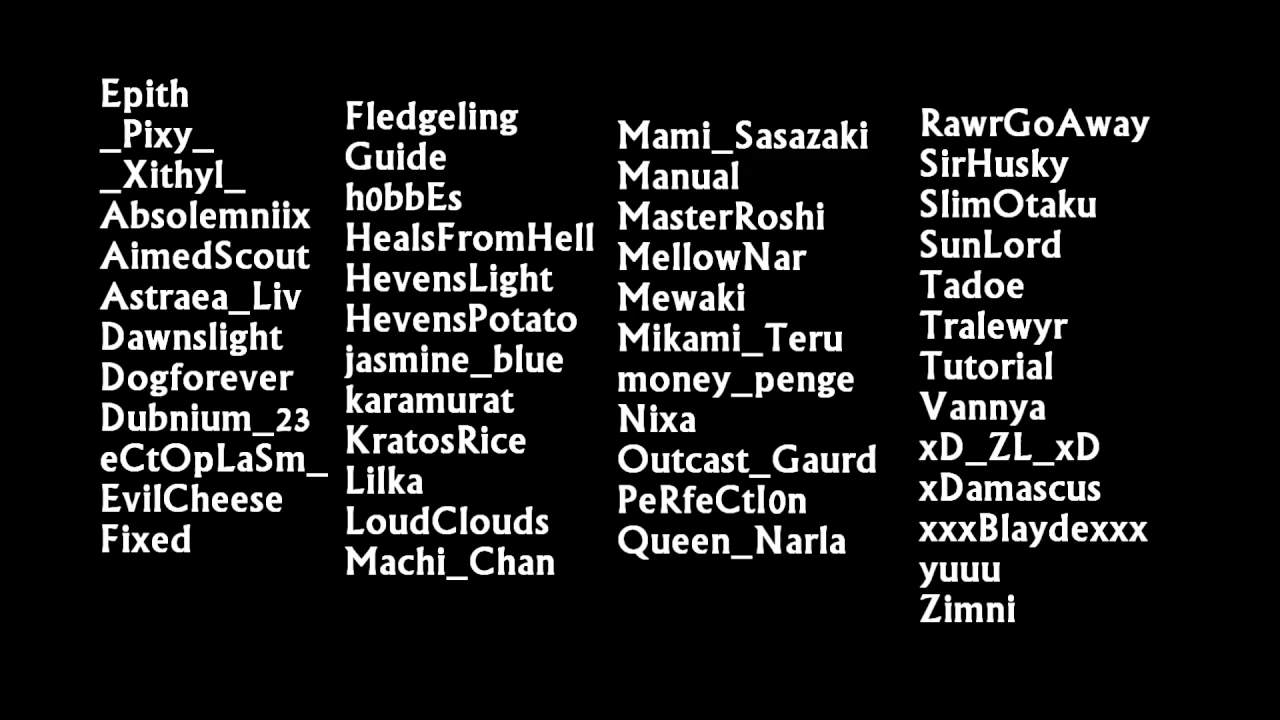 Epith
_Pixy_
_Xithyl_
Absolemniix
AimedScout
Astraea_Liv
Dawnslight
Dogforever
Dubnium_23
eCtOpLaSm_
EvilCheese
Fixed
Fledgeling
Guide
h0bbEs
HealsFromHell
HevensLight
HevensPotato
jasmine_blue
karamurat
KratosRice
Lilka
LoudClouds
Machi_Chan
Mami_Sasazaki
Manual
MasterRoshi
MellowNar
Mewaki
Mikami_Teru
money_penge
Nixa
Outcast_Gaurd
PeRfeCtI0n
Queen_Narla
RawrGoAway
SirHusky
SlimOtaku
SunLord
Tadoe
Tralewyr
Tutorial
Vannya
xD_ZL_xD
xDamascus
xxxBlaydexxx
yuuu
Zimni